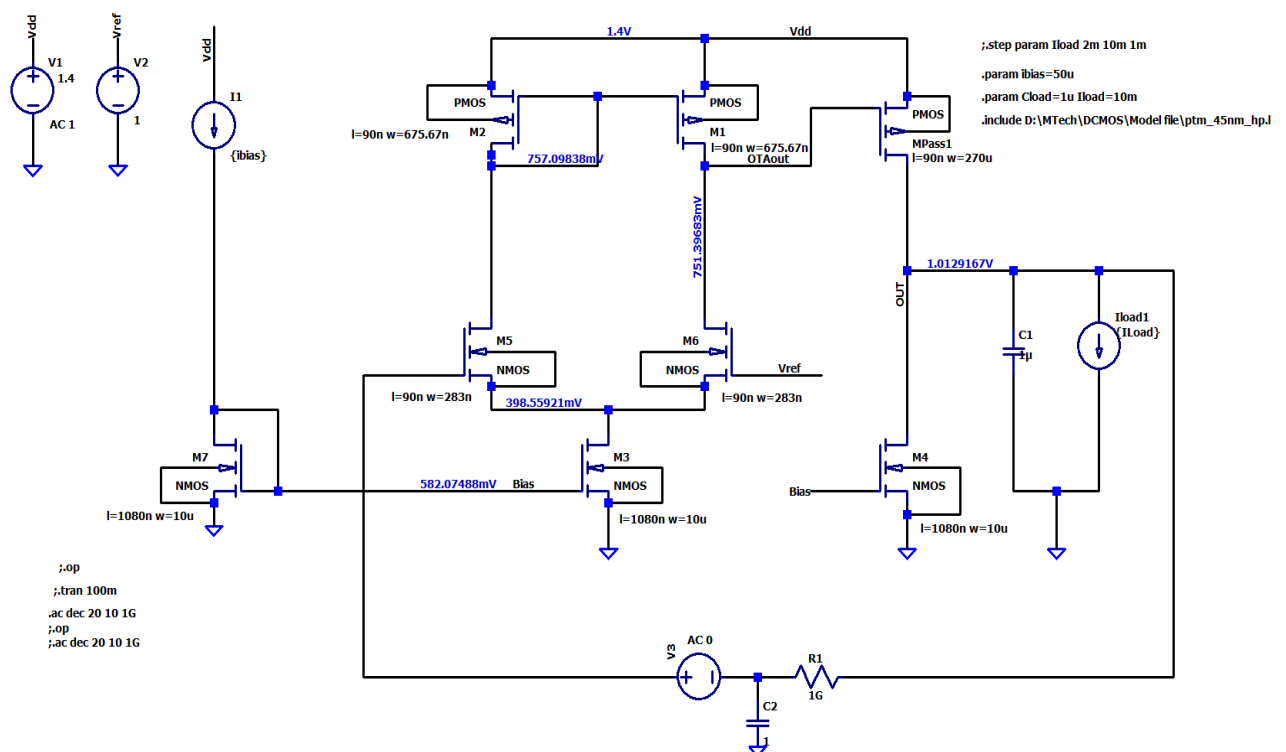 Vdd
V1
1.4
AC 1
Vref
V2
1
Vdd
I1
{ibias}
1.4V
Vdd
;.step param Iload 2m 10m 1m
.param ibias=50u
.param Cload=1u Iload=10m
.include D:\MTech\DCMOS\Model file\ptm_45nm_hp.l
PMOS
M2
l=90n w=675.67n
PMOS
M1
l=90n w=675.67n
PMOS
MPass1
l=90n w=270u
757.09838mV
OTAout
751.39683mV
1.0129167V
OUT
C1
1µ
Iload1
{ILoad}
M5
NMOS
l=90n w=283n
M6
NMOS
l=90n w=283n
Vref
398.55921mV
M7
NMOS
l=1080n w=10u
582.07488mV
Bias
M3
NMOS
l=1080n w=10u
Bias
M4
NMOS
l=1080n w=10u
;.op
;.tran 100m
.ac dec 20 10 1G
;.op
;.ac dec 20 10 1G
V3
AC 0
R1
1G
C2
1